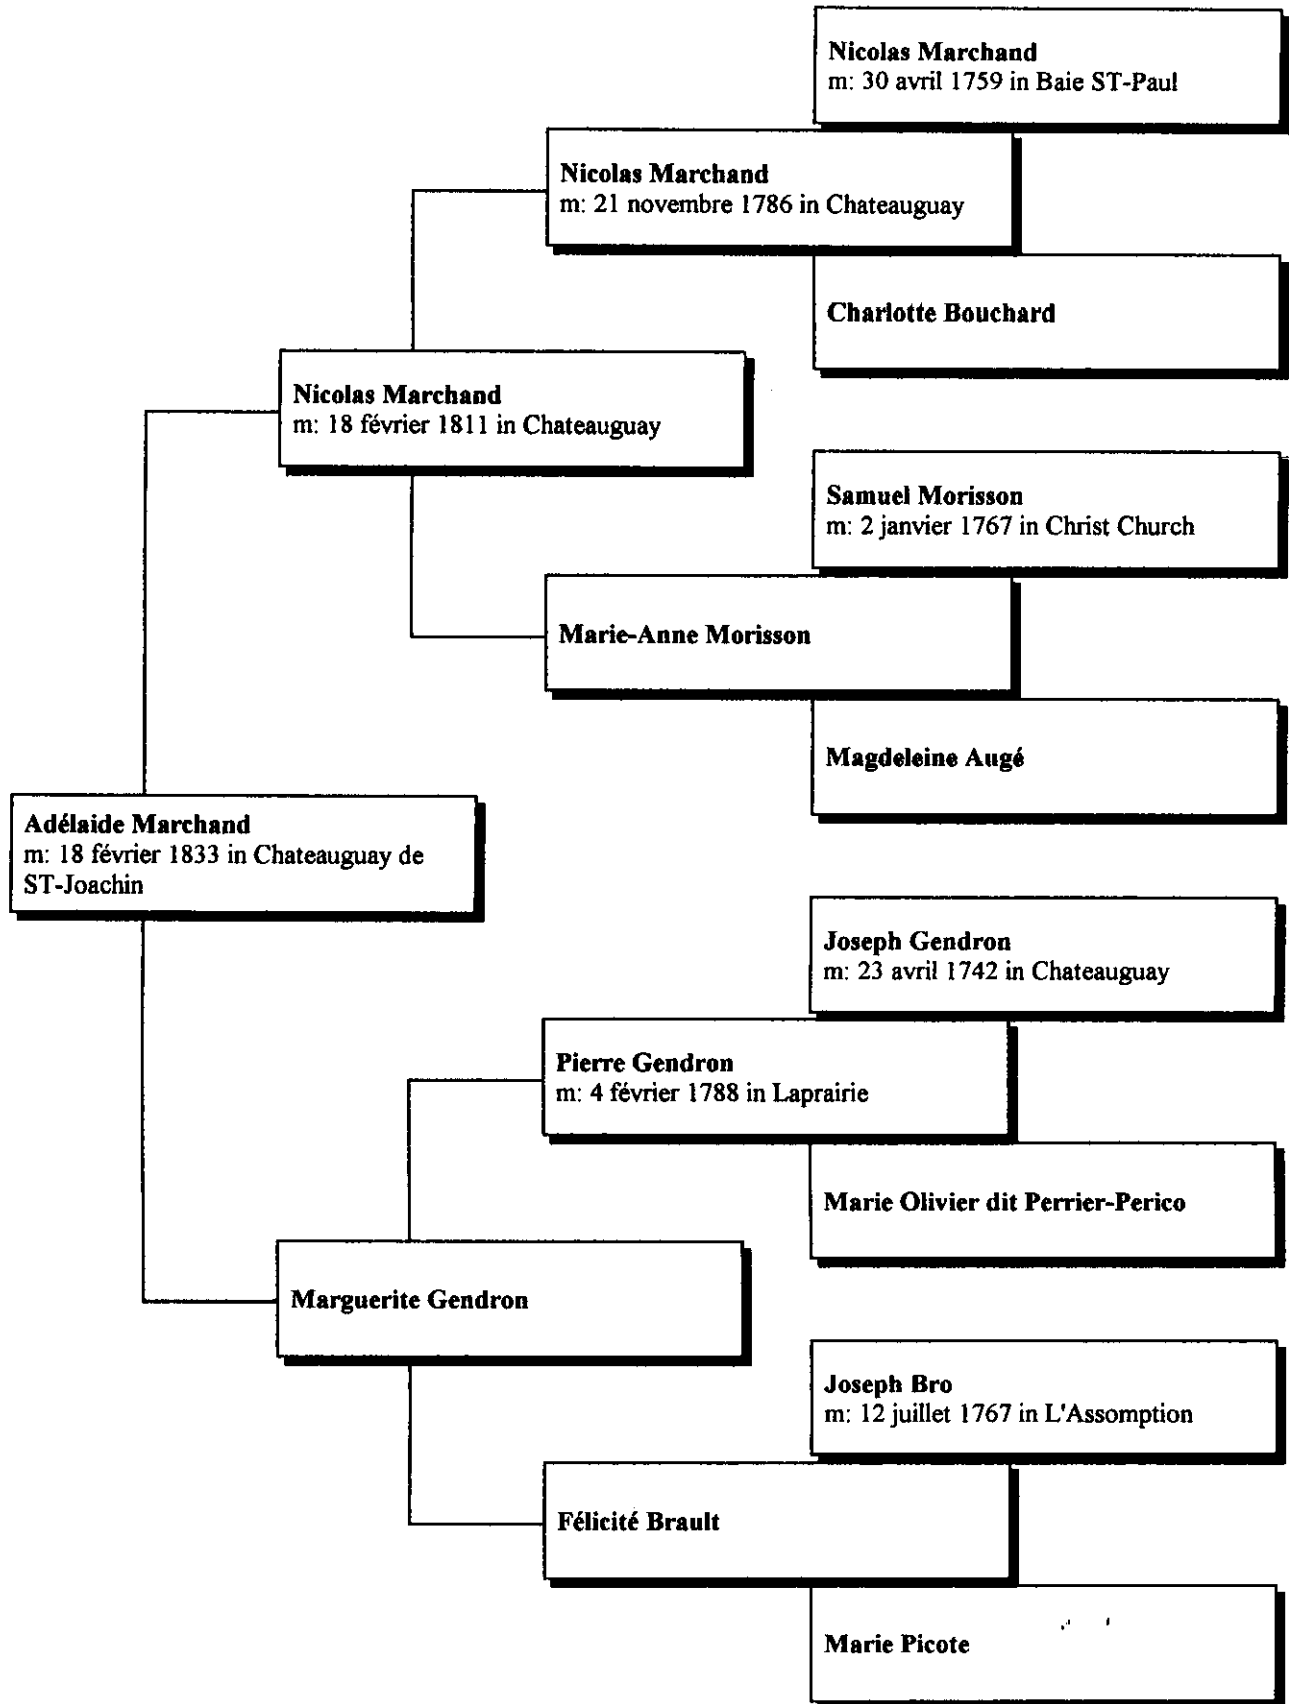 Nicolas Marchand
m: 30 avril 1759 in Baie ST-Paul
Nicolas Marchand
m: 21 novembre 1786 in Chateauguay
Charlotte Bouchard
Nicolas Marchand
m: 18 février 1811 in Chateauguay
Samuel Morisson
m: 2 janvier 1767 in Christ Church
Marie-Anne Morisson
Magdeleine Augé
Adélaide Marchand
m: 18 février 1833 in Chateauguay de
ST-Joachin
Joseph Gendron
m: 23 avril 1742 in Chateauguay
Pierre Gendron
m: 4 février 1788 in Laprairie
Marie Olivier dit Perrier-Perico
Marguerite Gendron
Joseph Bro
m: 12 juillet 1767 in L'Assomption
Félicité Brault
Marie Picote